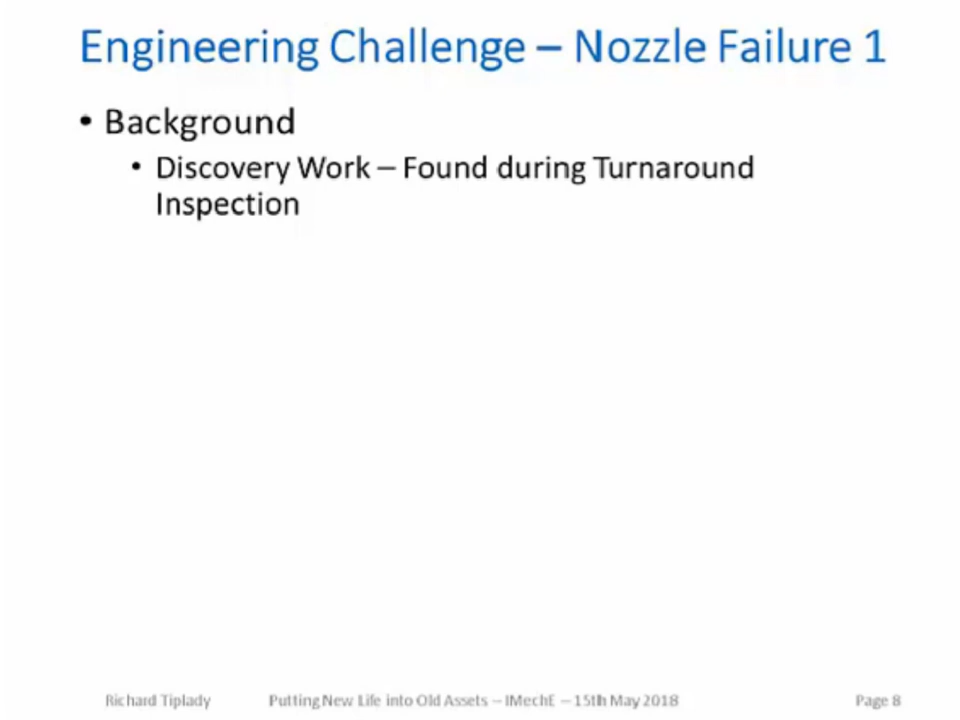 Engineering Challenge – Nozzle Failure 1
• Background
• Discovery Work – Found during Turnaround
Inspection
Richard Tiplady Putting New Life into Old Assets – IMechE – 15th May 2018 Page 8